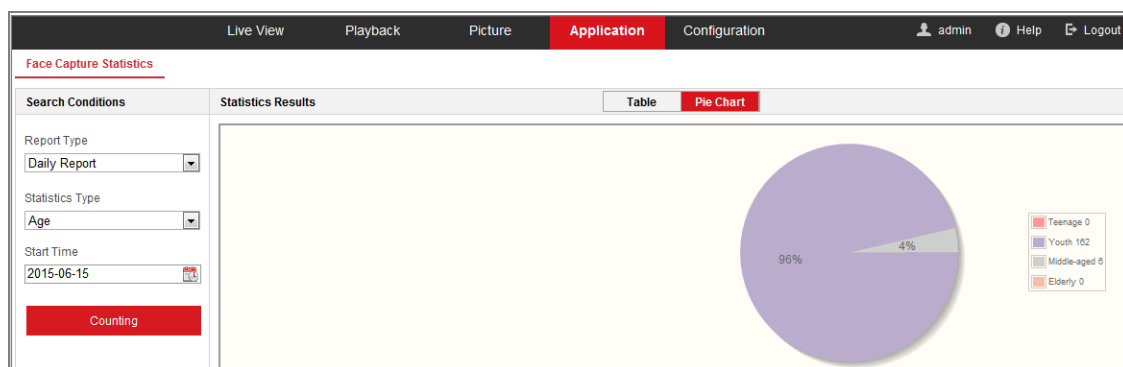 Live View Playback Picture Application Configuration admin Help Logout
Face Capture Statistics
Search Conditions
Statistics Results
Table Pie Chart
Report Type
Daily Report
Statistics Type
Age
Start Time
2015-06-15
Counting
96%
4%
Teenage 0
Youth 162
Middle-aged 6
Elderly 0